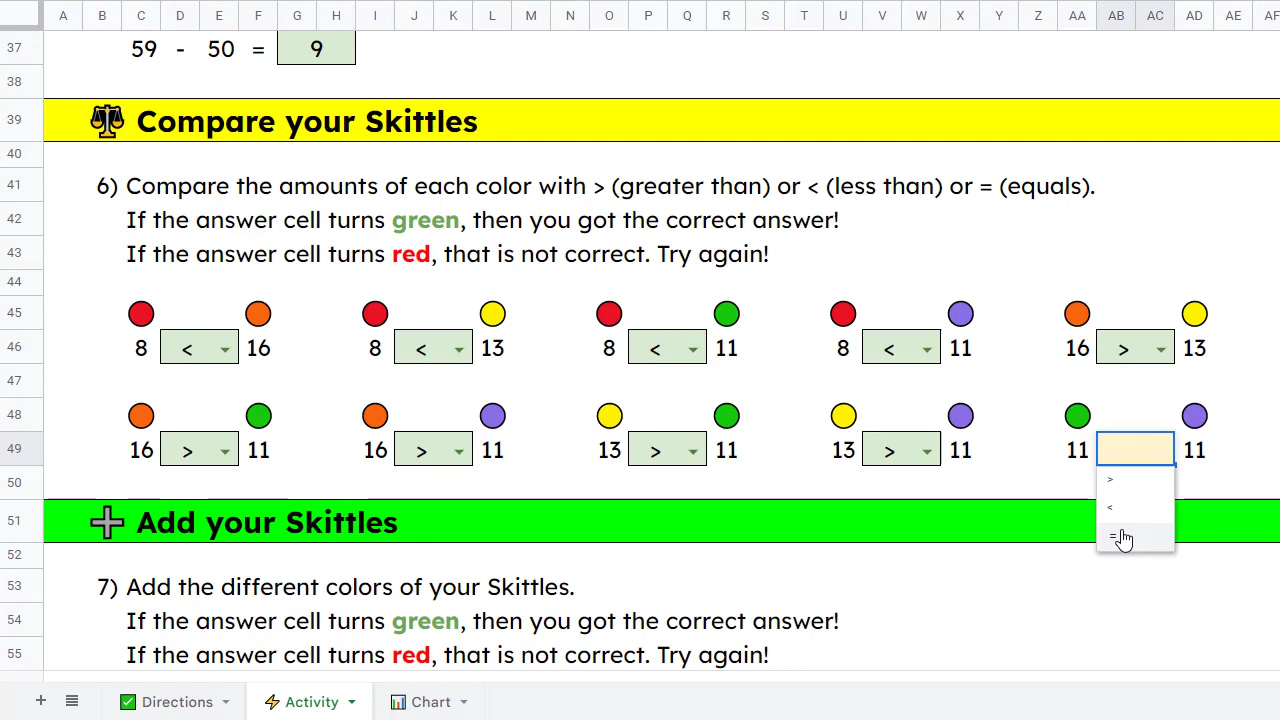 A B C D E F G H I J K L M N O P Q R S T U V W X Y Z AA AB AC AD AE AF
37 59 - 50 = 9
38
39 Compare your Skittles
40
41 6) Compare the amounts of each color with > (greater than) or < (less than) or = (equals).
42 If the answer cell turns green, then you got the correct answer!
43 If the answer cell turns red, that is not correct. Try again!
44
45
46 8 < 16 8 < 13 8 < 11 8 < 11 16 > 13
47
48
49 16 > 11 16 > 11 13 > 11 13 > 11 11 11
50 >
<
51 Add your Skittles
=
52
53 7) Add the different colors of your Skittles.
54 If the answer cell turns green, then you got the correct answer!
55 If the answer cell turns red, that is not correct. Try again!
+ Directions Activity Chart